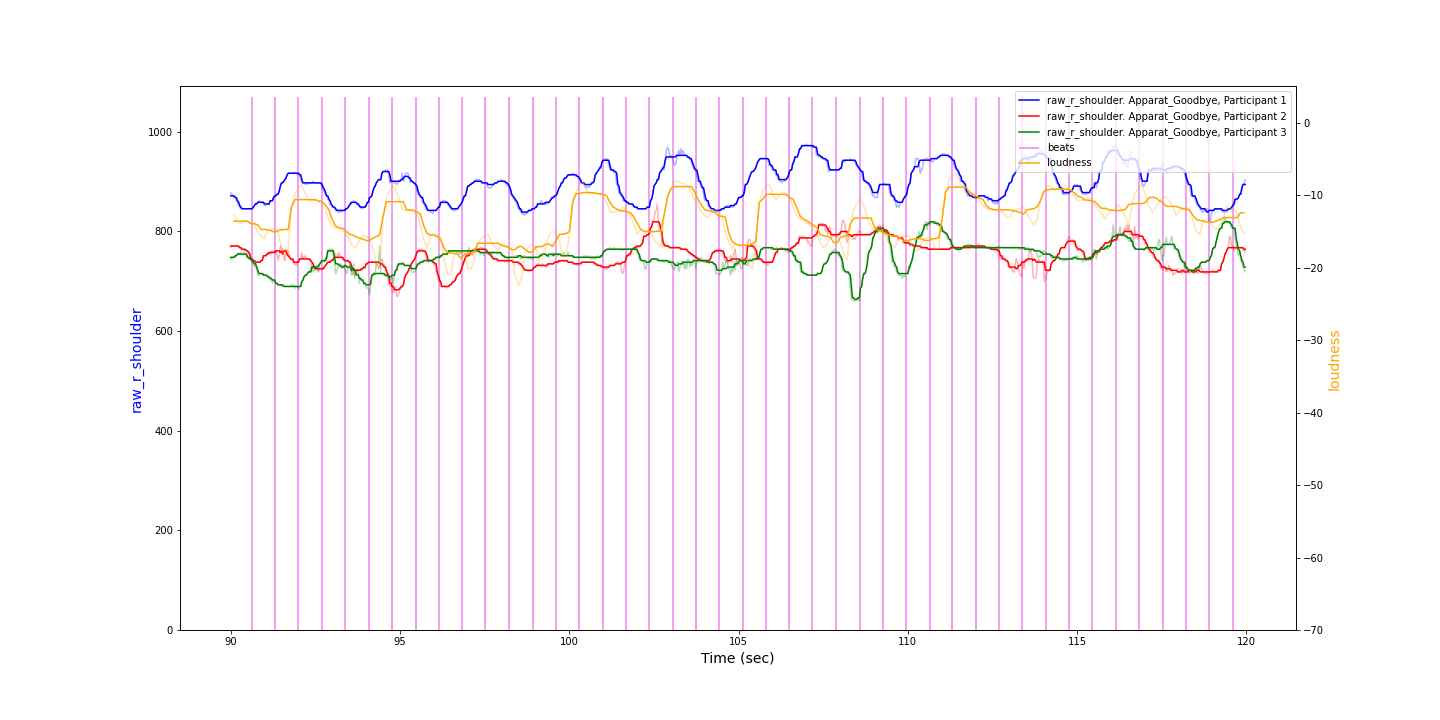 raw_r_shoulder. Apparat_Goodbye, Participant 1
raw_r_shoulder. Apparat_Goodbye, Participant 2
raw_r_shoulder. Apparat_Goodbye, Participant 3
beats
loudness
1000
800
600
400
200
0
raw_r_shoulder
0
−10
−20
−30
−40
−50
−60
−70
loudness
90
95
100
105
110
115
120
Time (sec)